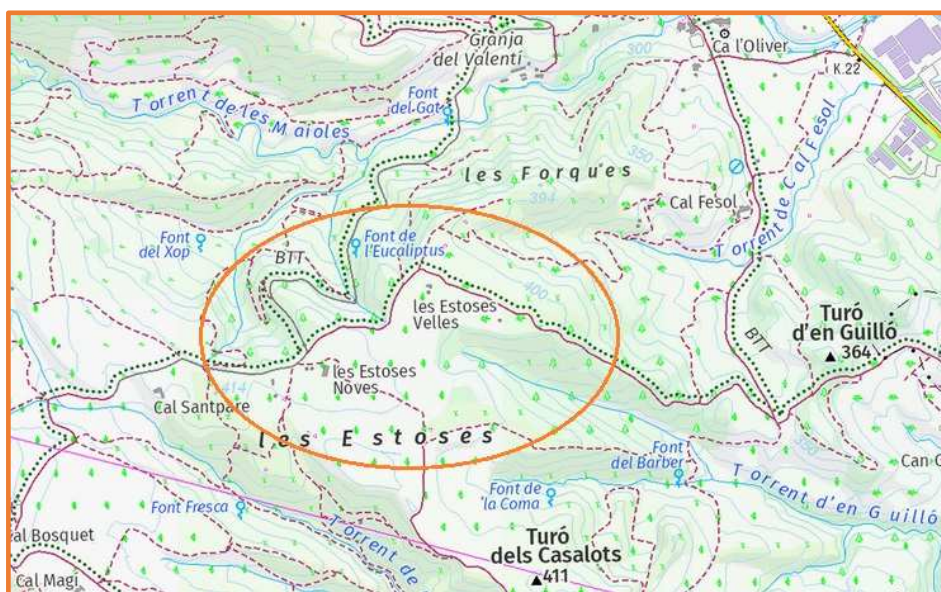 Granja
del Valentí
Ca l'Oliver
300
K.22
Torrent de les Maioles
Font
del Gat
les Forques
350
394
Cal Fesol
Torrent de Cal Fesol
Font
del Xop
BTT
Font de
l'Eucaliptus
400
les Estoses
Velles
Turó
d'en Guilló
364
BTT
les Estoses
Nòves
414
Cal Santpare
les Estoses
Font
del Barber
350
Can
Torrent d'en Guilló
Font Fresca
Font de
la Coma
Torrent de
al Bosquet
Turó
dels Casalots
411
Cal Magí